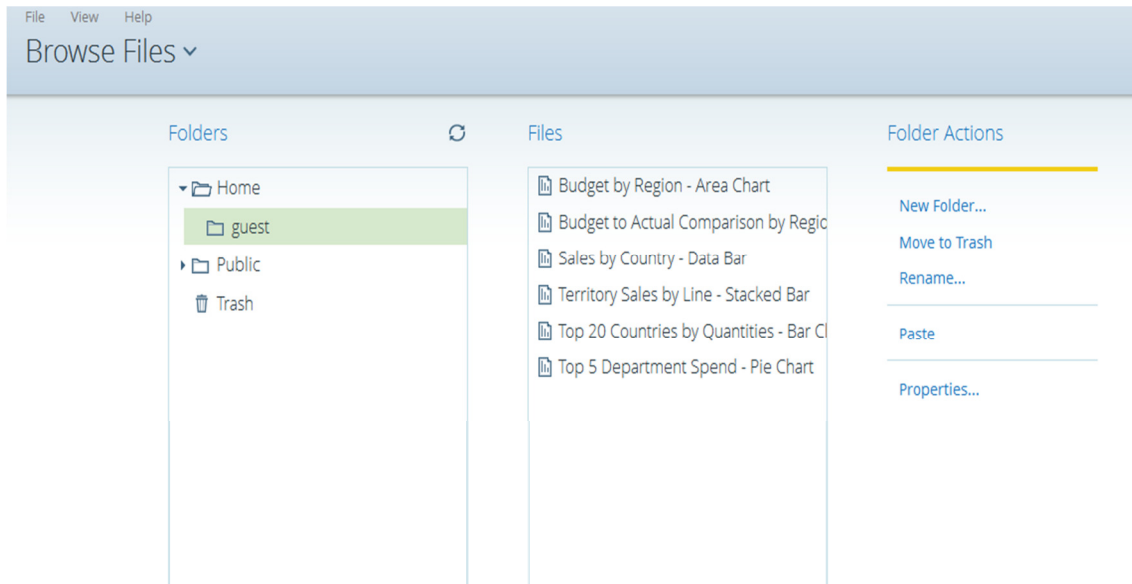 File View Help
Browse Files
Folders
Home
guest
Public
Trash
Files
Budget by Region - Area Chart
Budget to Actual Comparison by Regio
Sales by Country - Data Bar
Territory Sales by Line - Stacked Bar
Top 20 Countries by Quantities - Bar Cl
Top 5 Department Spend - Pie Chart
Folder Actions
New Folder...
Move to Trash
Rename...
Paste
Properties...